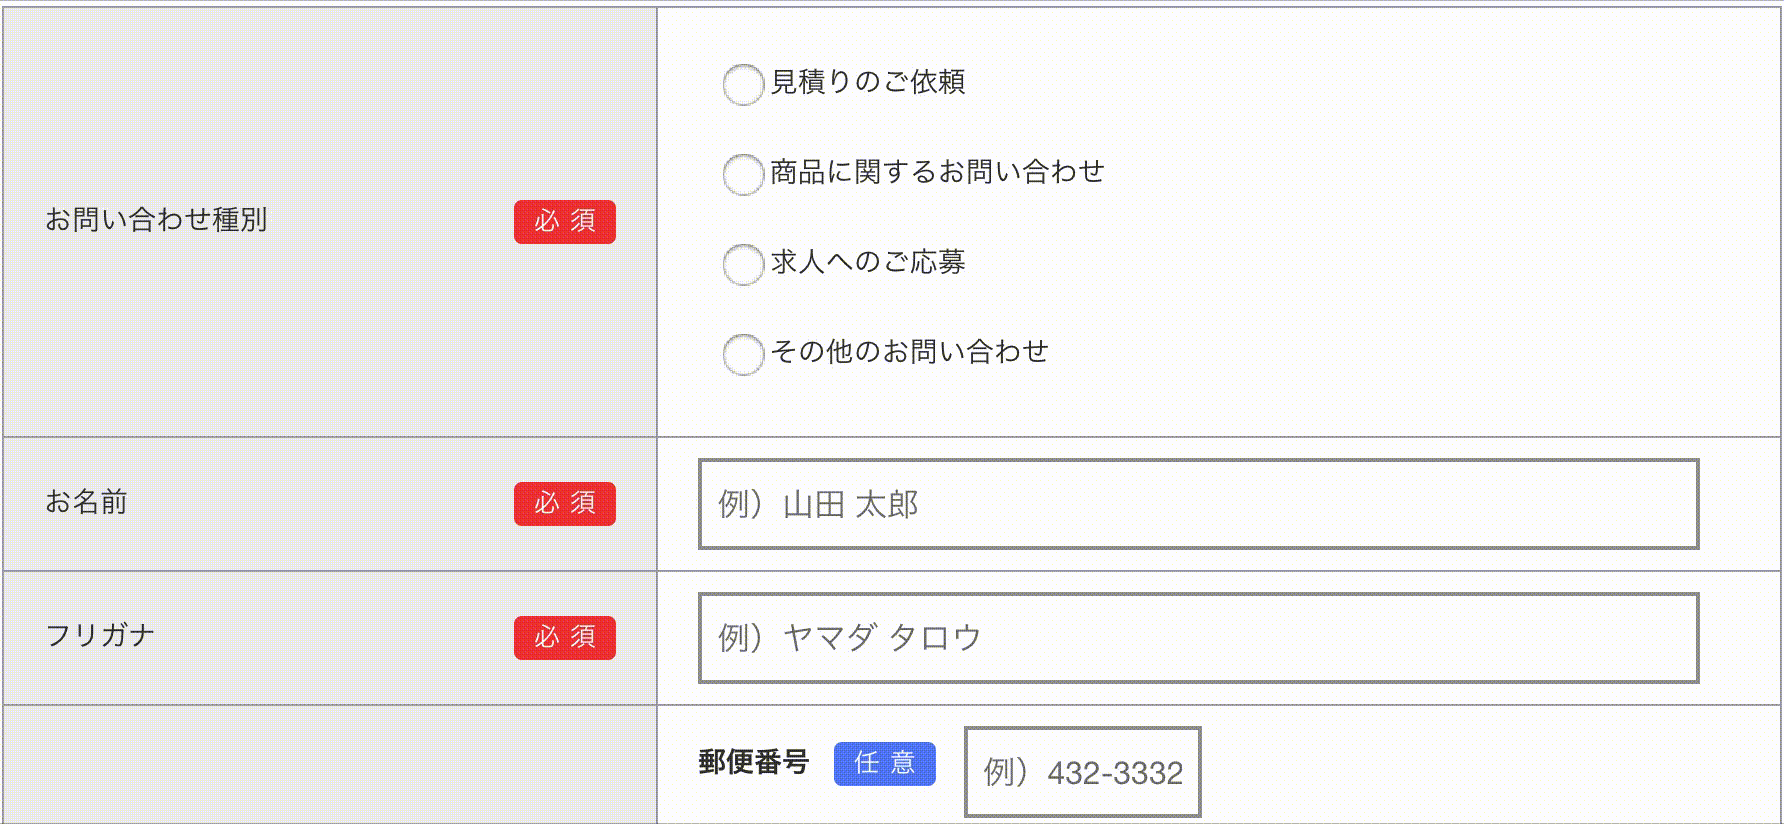 お問い合わせ種別 必須
見積りのご依頼
商品に関するお問い合わせ
求人へのご応募
その他のお問い合わせ
お名前 必須
例）山田 太郎
フリガナ 必須
例）ヤマダ タロウ
郵便番号 任意 例）432-3332